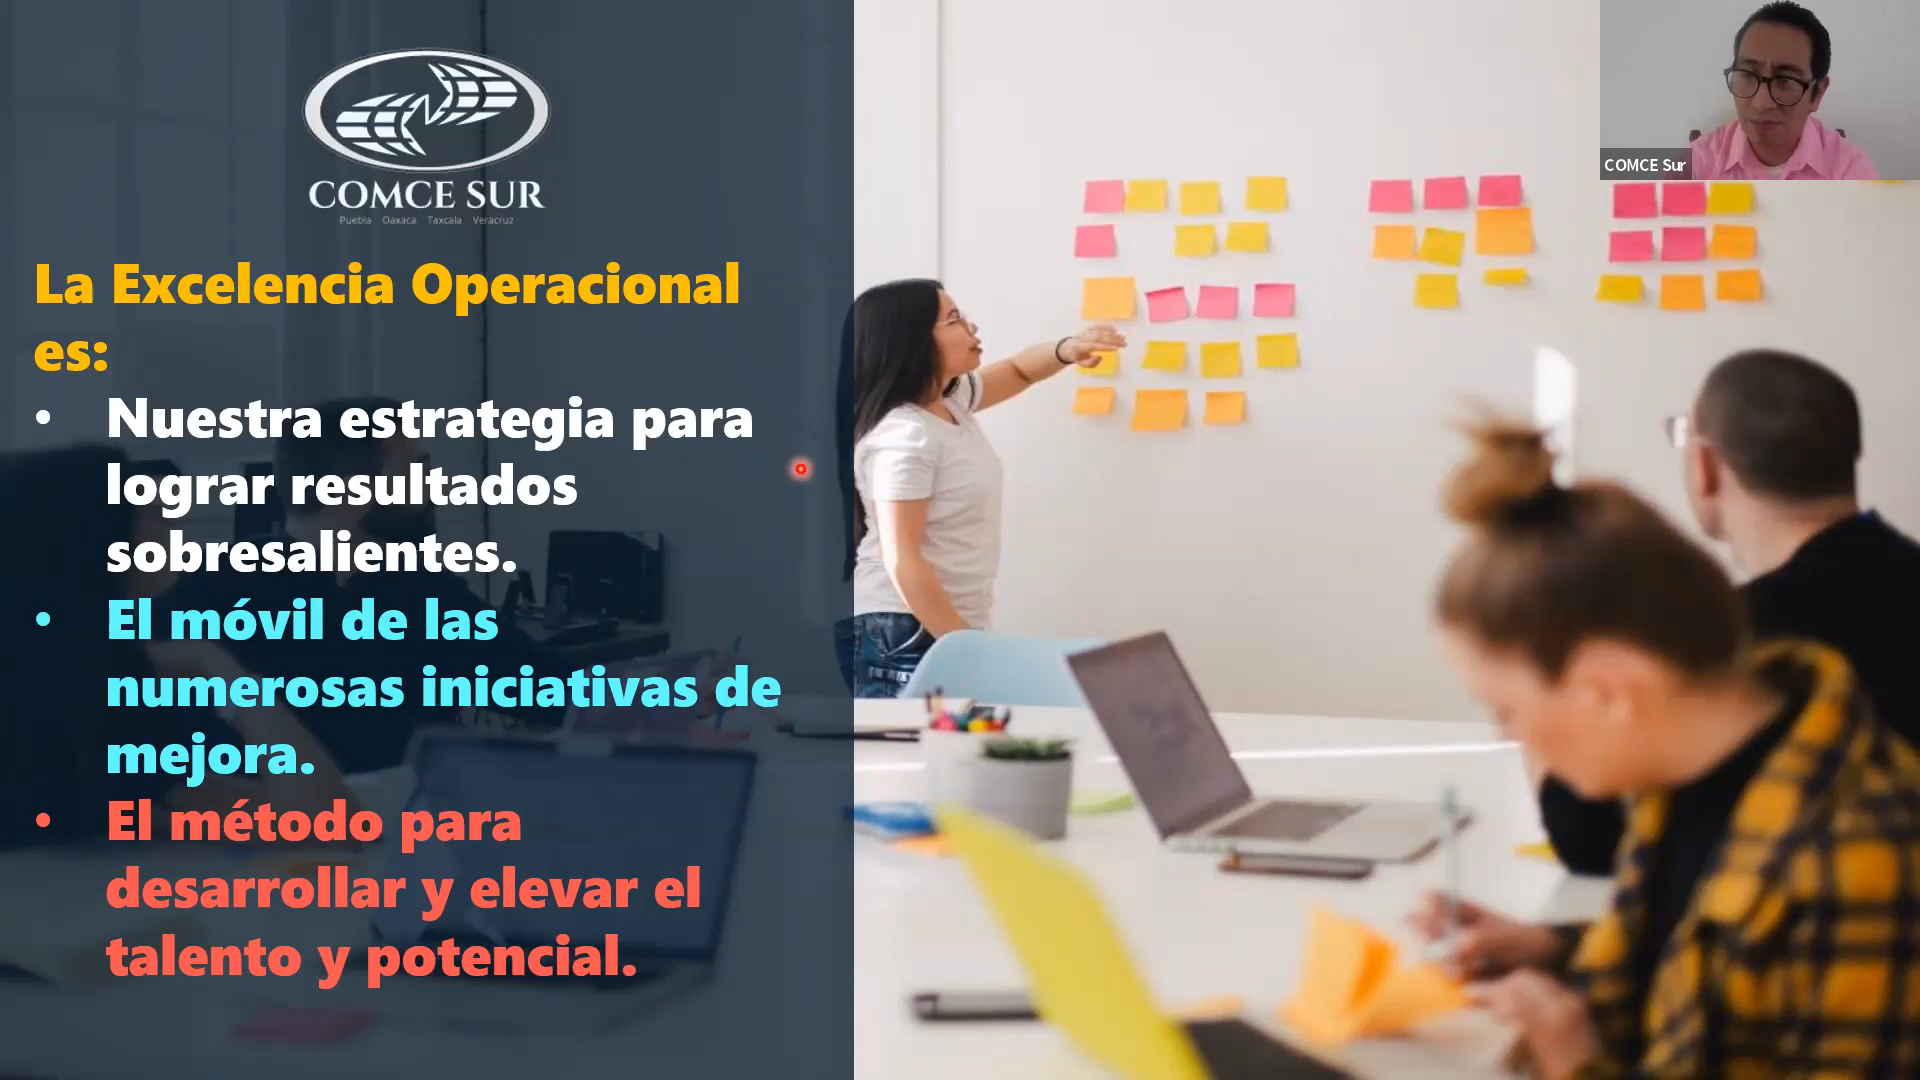 COMCE SUR
Puebla Oaxaca Taxcala Veracruz
La Excelencia Operacional
es:
• Nuestra estrategia para
lograr resultados
sobresalientes.
• El móvil de las
numerosas iniciativas de
mejora.
• El método para
desarrollar y elevar el
talento y potencial.
COMCE Sur